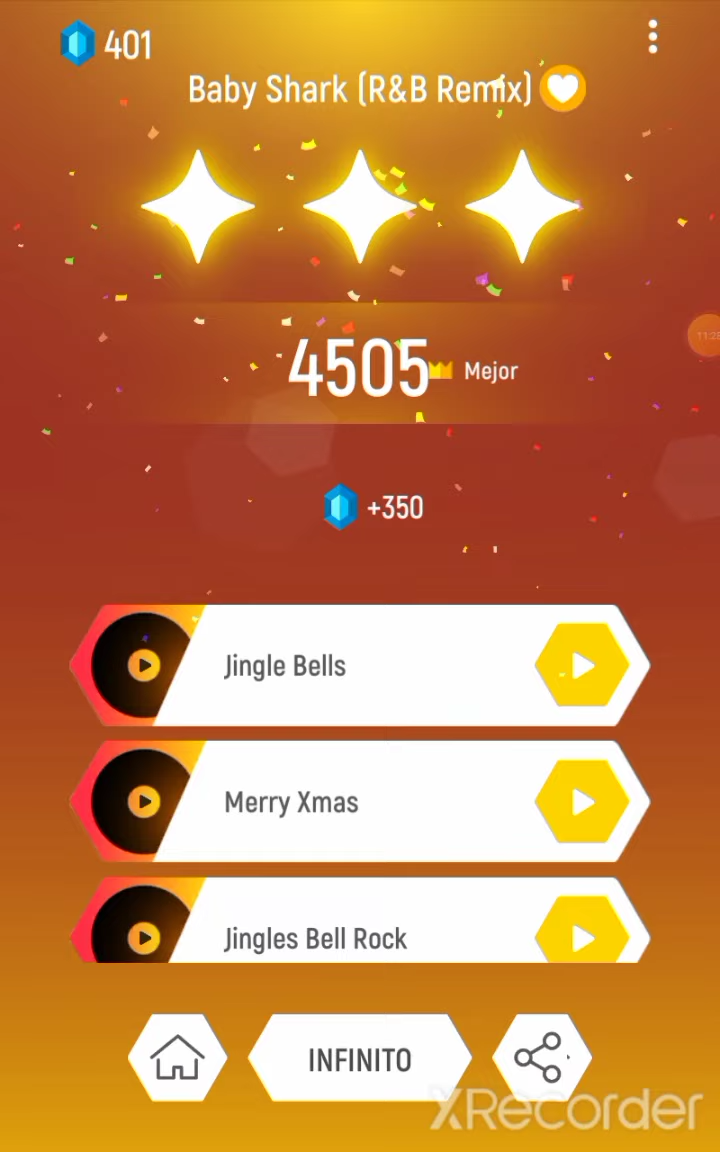 401
Baby Shark (R&B Remix)
4505
Mejor
+350
Jingle Bells
Merry Xmas
Jingles Bell Rock
INFINITO
XRecorder